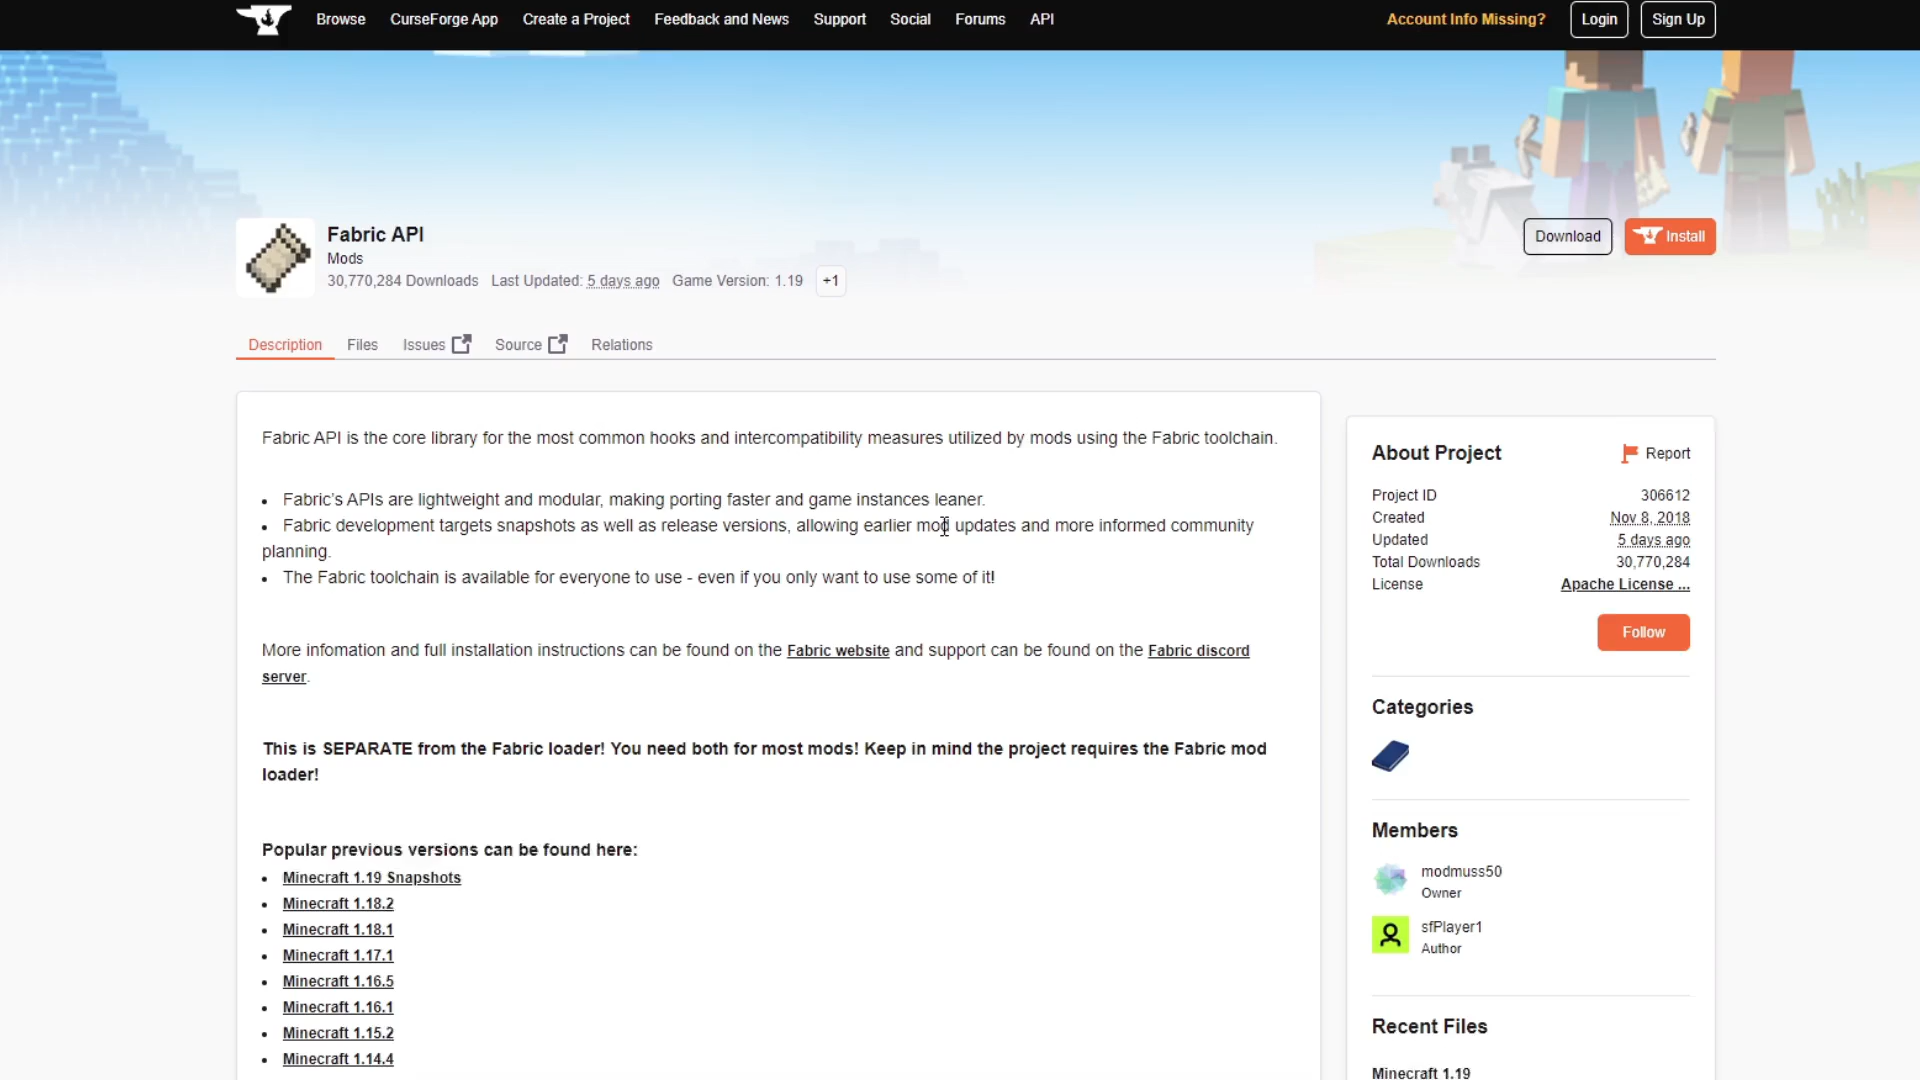 Browse CurseForge App Create a Project Feedback and News Support Social Forums API Account Info Missing? Login Sign Up
Fabric API
Mods
30,770,284 Downloads Last Updated: 5 days ago Game Version: 1.19 +1
Download Install
Description Files Issues Source Relations
Fabric API is the core library for the most common hooks and intercompatibility measures utilized by mods using the Fabric toolchain.
• Fabric's APIs are lightweight and modular, making porting faster and game instances leaner.
• Fabric development targets snapshots as well as release versions, allowing earlier mod updates and more informed community
planning.
• The Fabric toolchain is available for everyone to use - even if you only want to use some of it!
More infomation and full installation instructions can be found on the Fabric website and support can be found on the Fabric discord
server.
This is SEPARATE from the Fabric loader! You need both for most mods! Keep in mind the project requires the Fabric mod
loader!
Popular previous versions can be found here:
• Minecraft 1.19 Snapshots
• Minecraft 1.18.2
• Minecraft 1.18.1
• Minecraft 1.17.1
• Minecraft 1.16.5
• Minecraft 1.16.1
• Minecraft 1.15.2
• Minecraft 1.14.4
About Project Report
Project ID 306612
Created Nov 8, 2018
Updated 5 days ago
Total Downloads 30,770,284
License Apache License ...
Follow
Categories
Members
modmuss50
Owner
sfPlayer1
Author
Recent Files
Minecraft 1.19